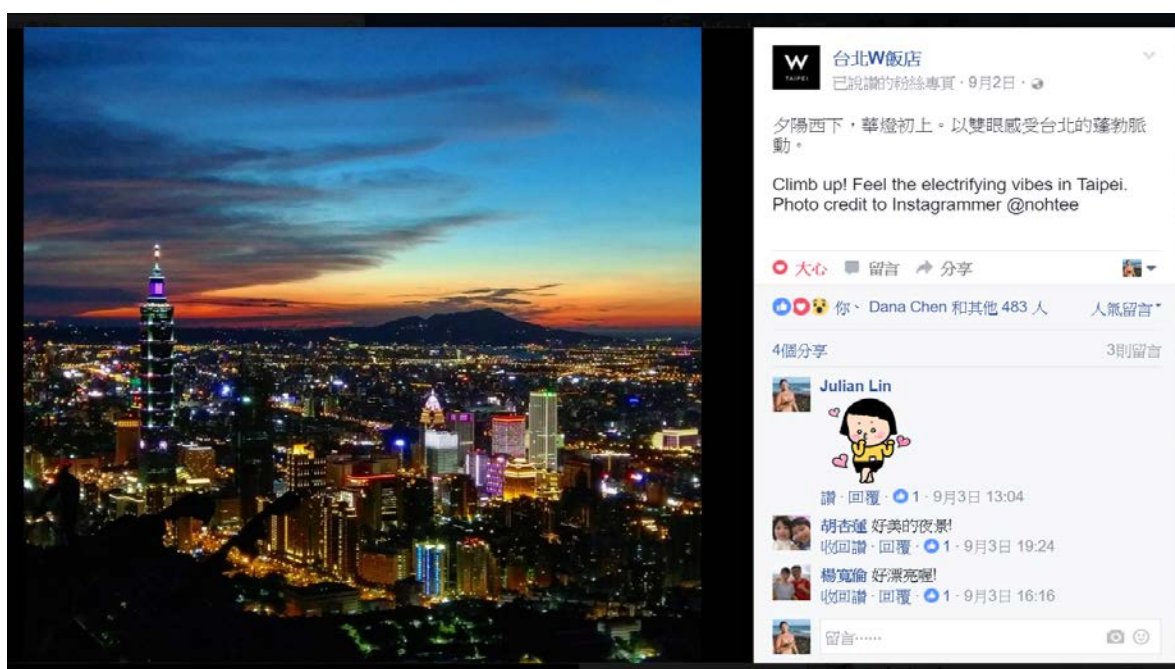 W
TAIPEI
台北W飯店
已說讚的粉絲專頁 · 9月2日 ·
夕陽西下，華燈初上。以雙眼感受台北的蓬勃脈
動。
Climb up! Feel the electrifying vibes in Taipei.
Photo credit to Instagrammer @nohtee
大心 留言 分享
你、 Dana Chen 和其他 483 人 人氣留言
4個分享 3則留言
Julian Lin
讚 · 回覆 · 1 · 9月3日 13:04
胡杏蓮 好美的夜景!
收回讚 · 回覆 · 1 · 9月3日 19:24
楊寬倫 好漂亮喔!
收回讚 · 回覆 · 1 · 9月3日 16:16
留言......